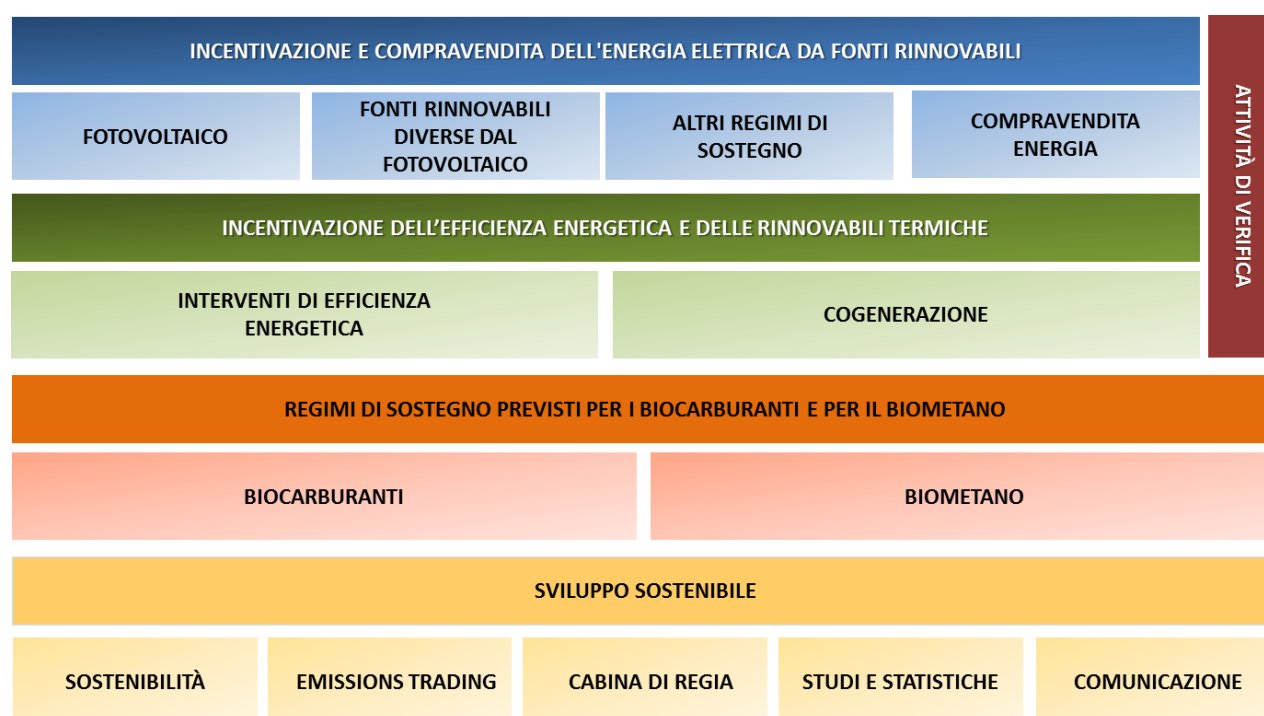 INCENTIVAZIONE E COMPRAVENDITA DELL'ENERGIA ELETTRICA DA FONTI RINNOVABILI
FOTOVOLTAICO
FONTI RINNOVABILI
DIVERSE DAL
FOTOVOLTAICO
ALTRI REGIMI DI
SOSTEGNO
COMPRAVENDITA
ENERGIA
ATTIVITÀ DI VERIFICA
INCENTIVAZIONE DELL’EFFICIENZA ENERGETICA E DELLE RINNOVABILI TERMICHE
INTERVENTI DI EFFICIENZA
ENERGETICA
COGENERAZIONE
REGIMI DI SOSTEGNO PREVISTI PER I BIOCARBURANTI E PER IL BIOMETANO
BIOCARBURANTI
BIOMETANO
SVILUPPO SOSTENIBILE
SOSTENIBILITÀ
EMISSIONS TRADING
CABINA DI REGIA
STUDI E STATISTICHE
COMUNICAZIONE